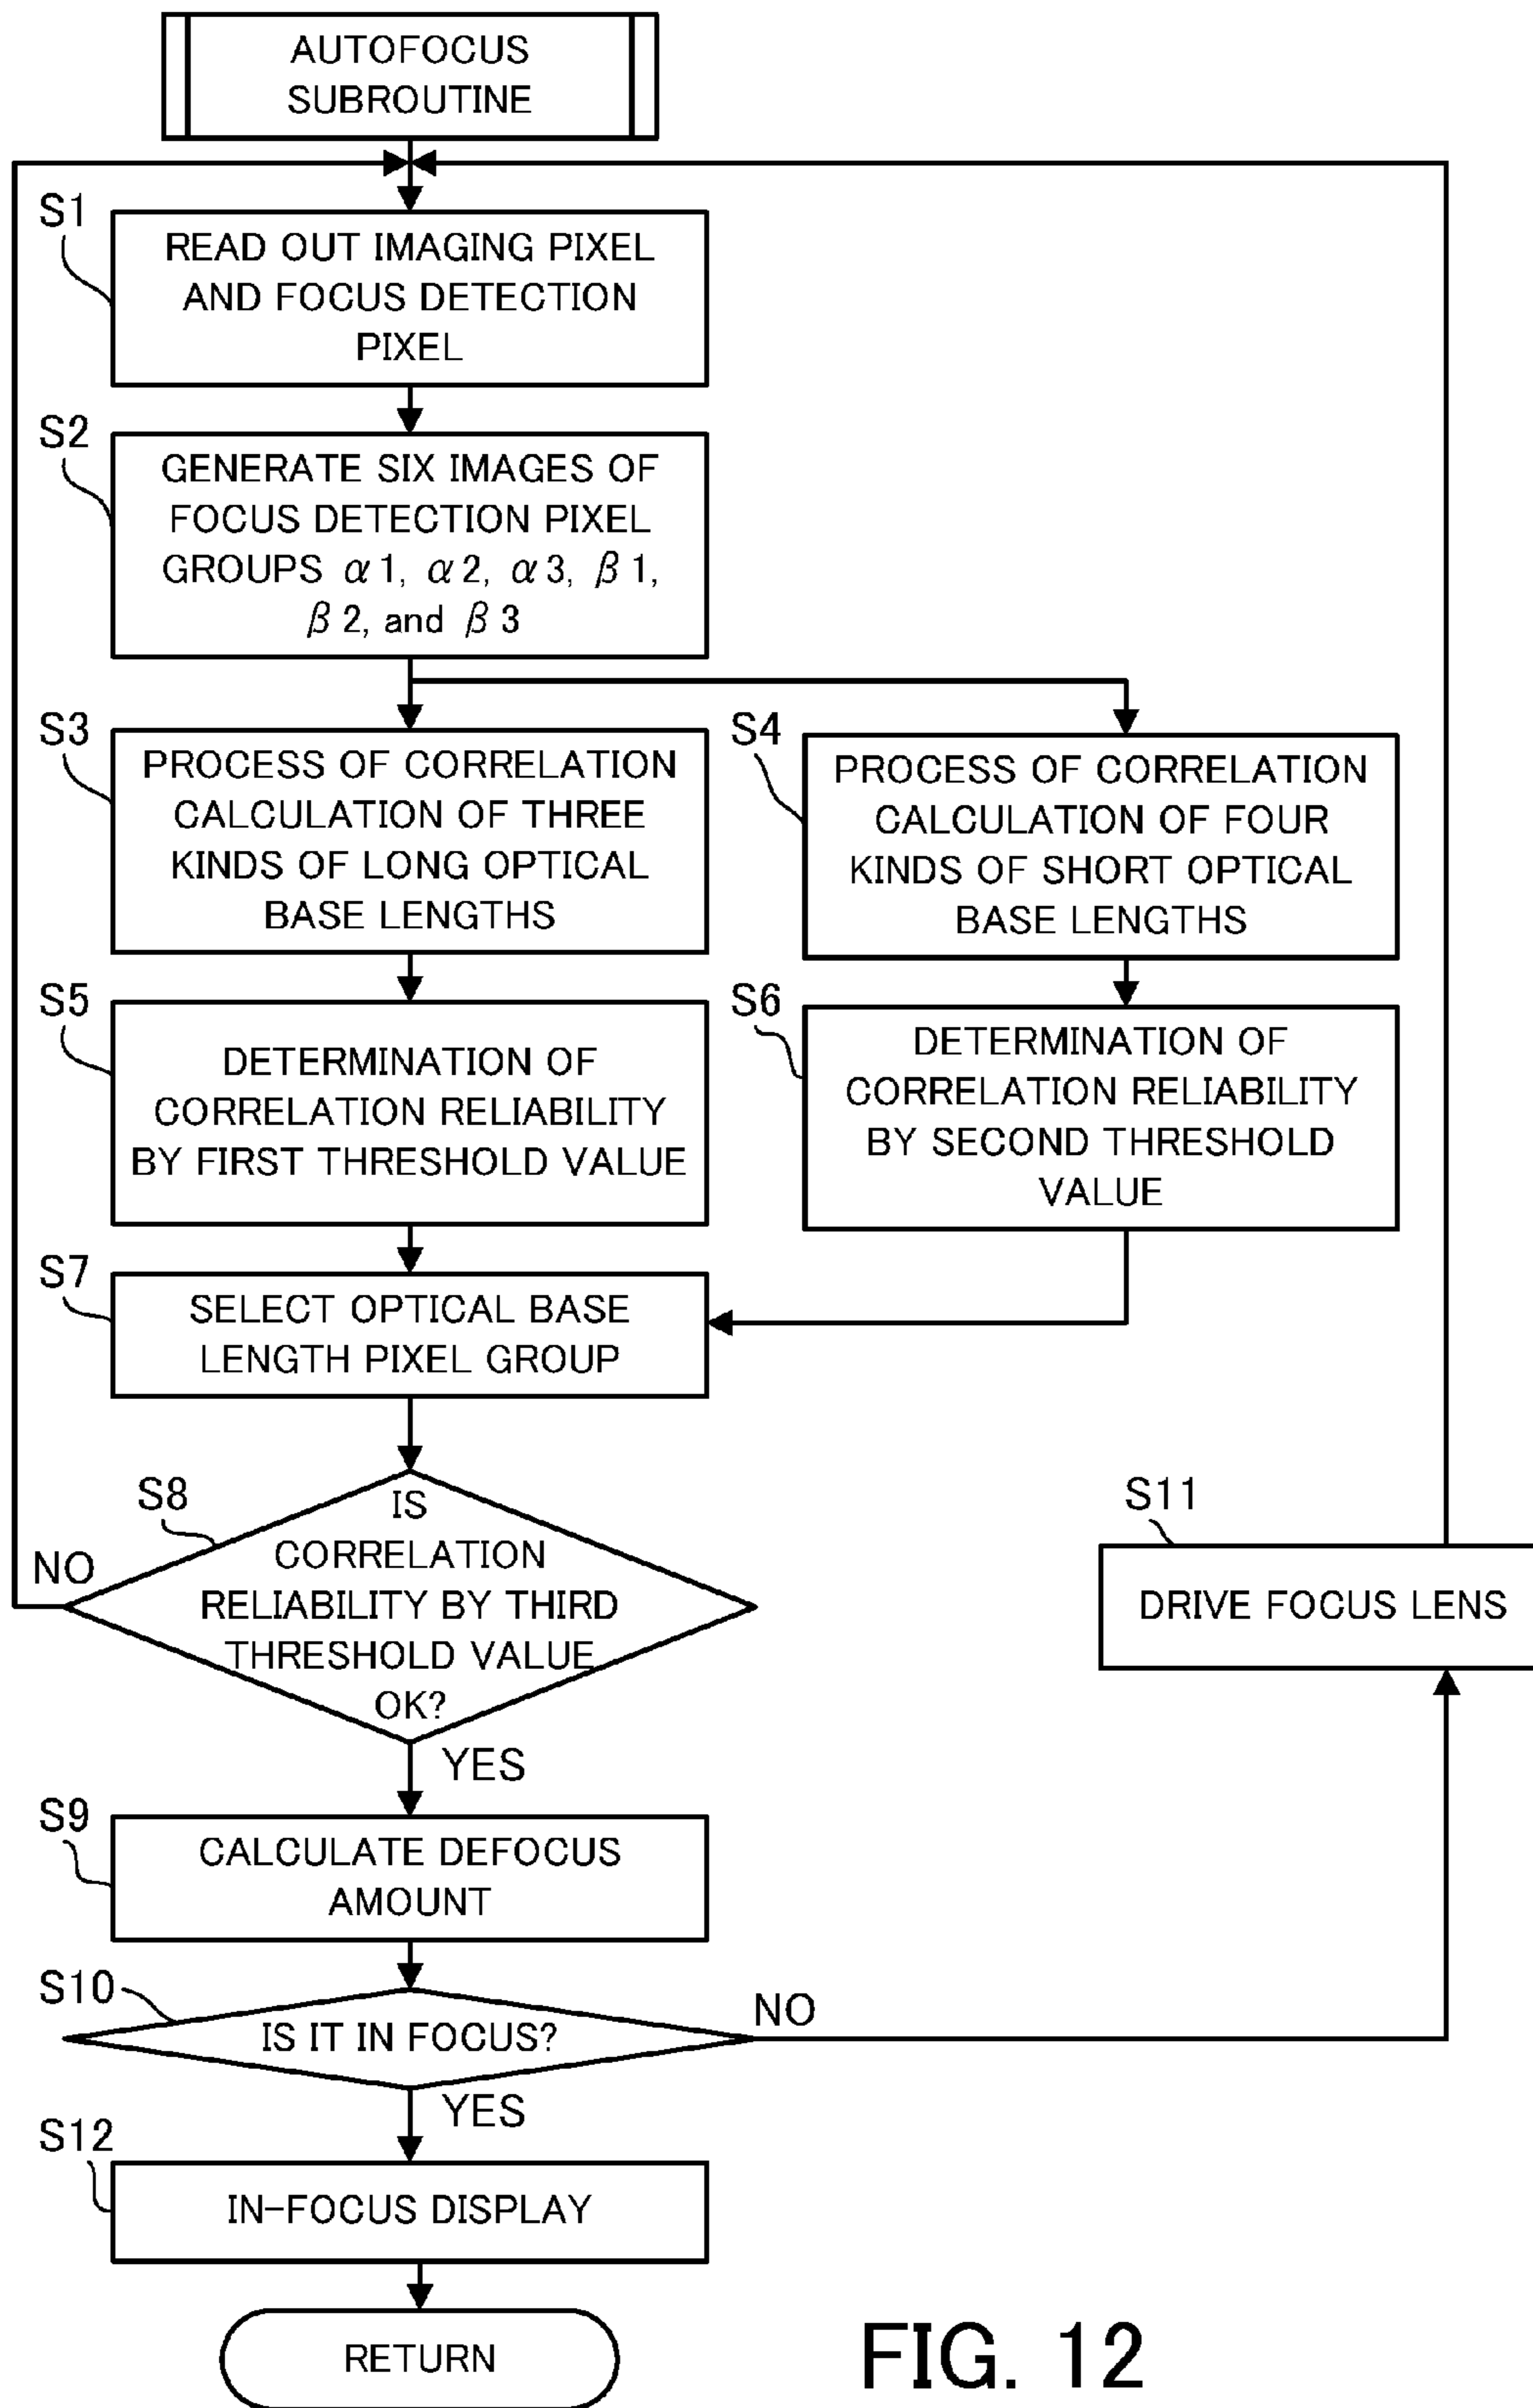 AUTOFOCUS
SUBROUTINE
S1
READ OUT IMAGING PIXEL
AND FOCUS DETECTION
PIXEL
S2
GENERATE SIX IMAGES OF
FOCUS DETECTION PIXEL
GROUPS α1, α2, α3, β1,
β2, and β3
S3
PROCESS OF CORRELATION
CALCULATION OF THREE
KINDS OF LONG OPTICAL
BASE LENGTHS
S4
PROCESS OF CORRELATION
CALCULATION OF FOUR
KINDS OF SHORT OPTICAL
BASE LENGTHS
S5
DETERMINATION OF
CORRELATION RELIABILITY
BY FIRST THRESHOLD VALUE
S6
DETERMINATION OF
CORRELATION RELIABILITY
BY SECOND THRESHOLD
VALUE
S7
SELECT OPTICAL BASE
LENGTH PIXEL GROUP
S8
IS
CORRELATION
RELIABILITY BY THIRD
THRESHOLD VALUE
OK?
NO
YES
S11
DRIVE FOCUS LENS
S9
CALCULATE DEFOCUS
AMOUNT
S10
IS IT IN FOCUS?
NO
YES
S12
IN-FOCUS DISPLAY
RETURN
FIG. 12